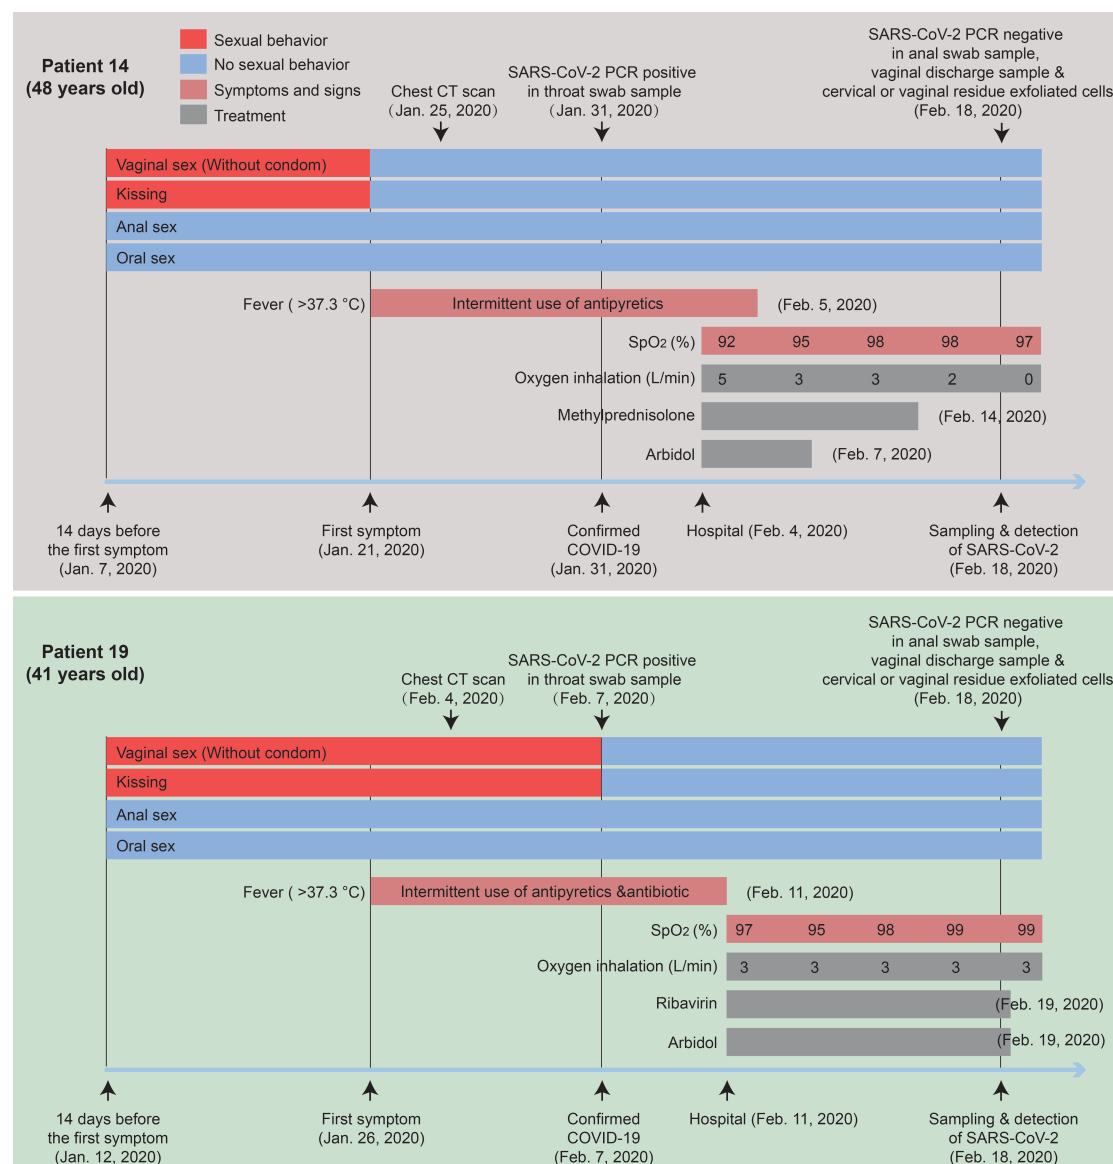 Patient 14
(48 years old)
Sexual behavior
No sexual behavior
Symptoms and signs
Treatment
Chest CT scan
(Jan. 25, 2020)
SARS-CoV-2 PCR positive
in throat swab sample
(Jan. 31, 2020)
SARS-CoV-2 PCR negative
in anal swab sample,
vaginal discharge sample &
cervical or vaginal residue exfoliated cells
(Feb. 18, 2020)
Vaginal sex (Without condom)
Kissing
Anal sex
Oral sex
Fever ( >37.3 °C) Intermittent use of antipyretics (Feb. 5, 2020)
SpO2 (%) 92 95 98 98 97
Oxygen inhalation (L/min) 5 3 3 2 0
Methylprednisolone (Feb. 14, 2020)
Arbidol (Feb. 7, 2020)
14 days before
the first symptom
(Jan. 7, 2020)
First symptom
(Jan. 21, 2020)
Confirmed
COVID-19
(Jan. 31, 2020)
Hospital (Feb. 4, 2020)
Sampling & detection
of SARS-CoV-2
(Feb. 18, 2020)
Patient 19
(41 years old)
Chest CT scan
(Feb. 4, 2020)
SARS-CoV-2 PCR positive
in throat swab sample
(Feb. 7, 2020)
SARS-CoV-2 PCR negative
in anal swab sample,
vaginal discharge sample &
cervical or vaginal residue exfoliated cells
(Feb. 18, 2020)
Vaginal sex (Without condom)
Kissing
Anal sex
Oral sex
Fever ( >37.3 °C) Intermittent use of antipyretics &antibiotic (Feb. 11, 2020)
SpO2 (%) 97 95 98 99 99
Oxygen inhalation (L/min) 3 3 3 3 3
Ribavirin (Feb. 19, 2020)
Arbidol (Feb. 19, 2020)
14 days before
the first symptom
(Jan. 12, 2020)
First symptom
(Jan. 26, 2020)
Confirmed
COVID-19
(Feb. 7, 2020)
Hospital (Feb. 11, 2020)
Sampling & detection
of SARS-CoV-2
(Feb. 18, 2020)